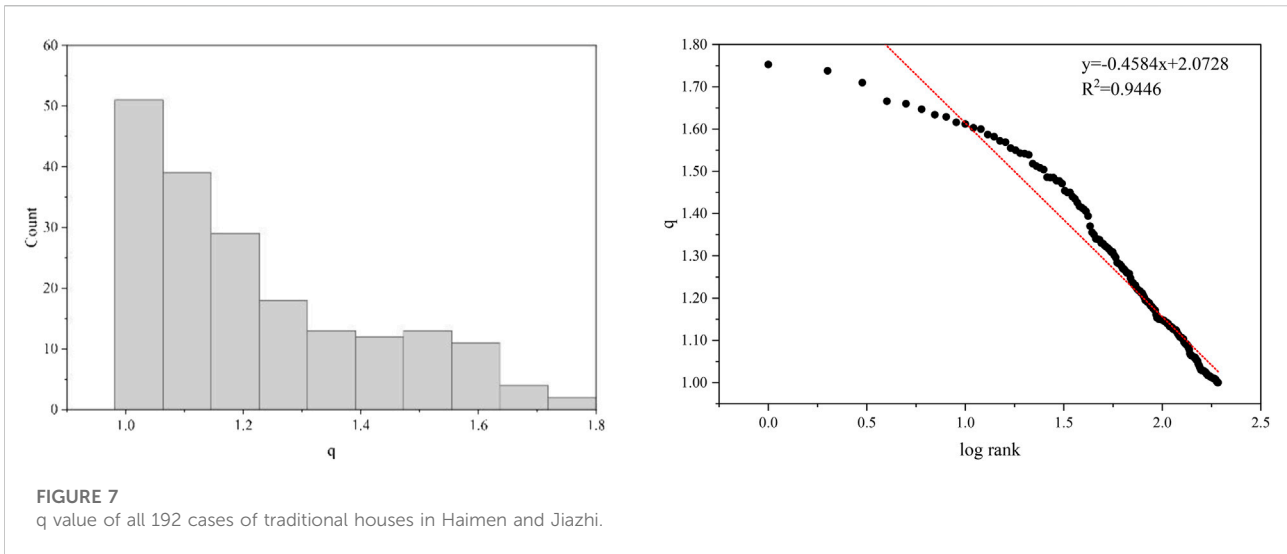 60
50
40
30
20
10
0
Count
1.0 1.2 1.4 1.6 1.8
q
1.80
1.70
1.60
1.50
1.40
1.30
1.20
1.10
1.00
q
y=-0.4584x+2.0728
R²=0.9446
0.0 0.5 1.0 1.5 2.0 2.5
log rank
FIGURE 7
q value of all 192 cases of traditional houses in Haimen and Jiazhi.